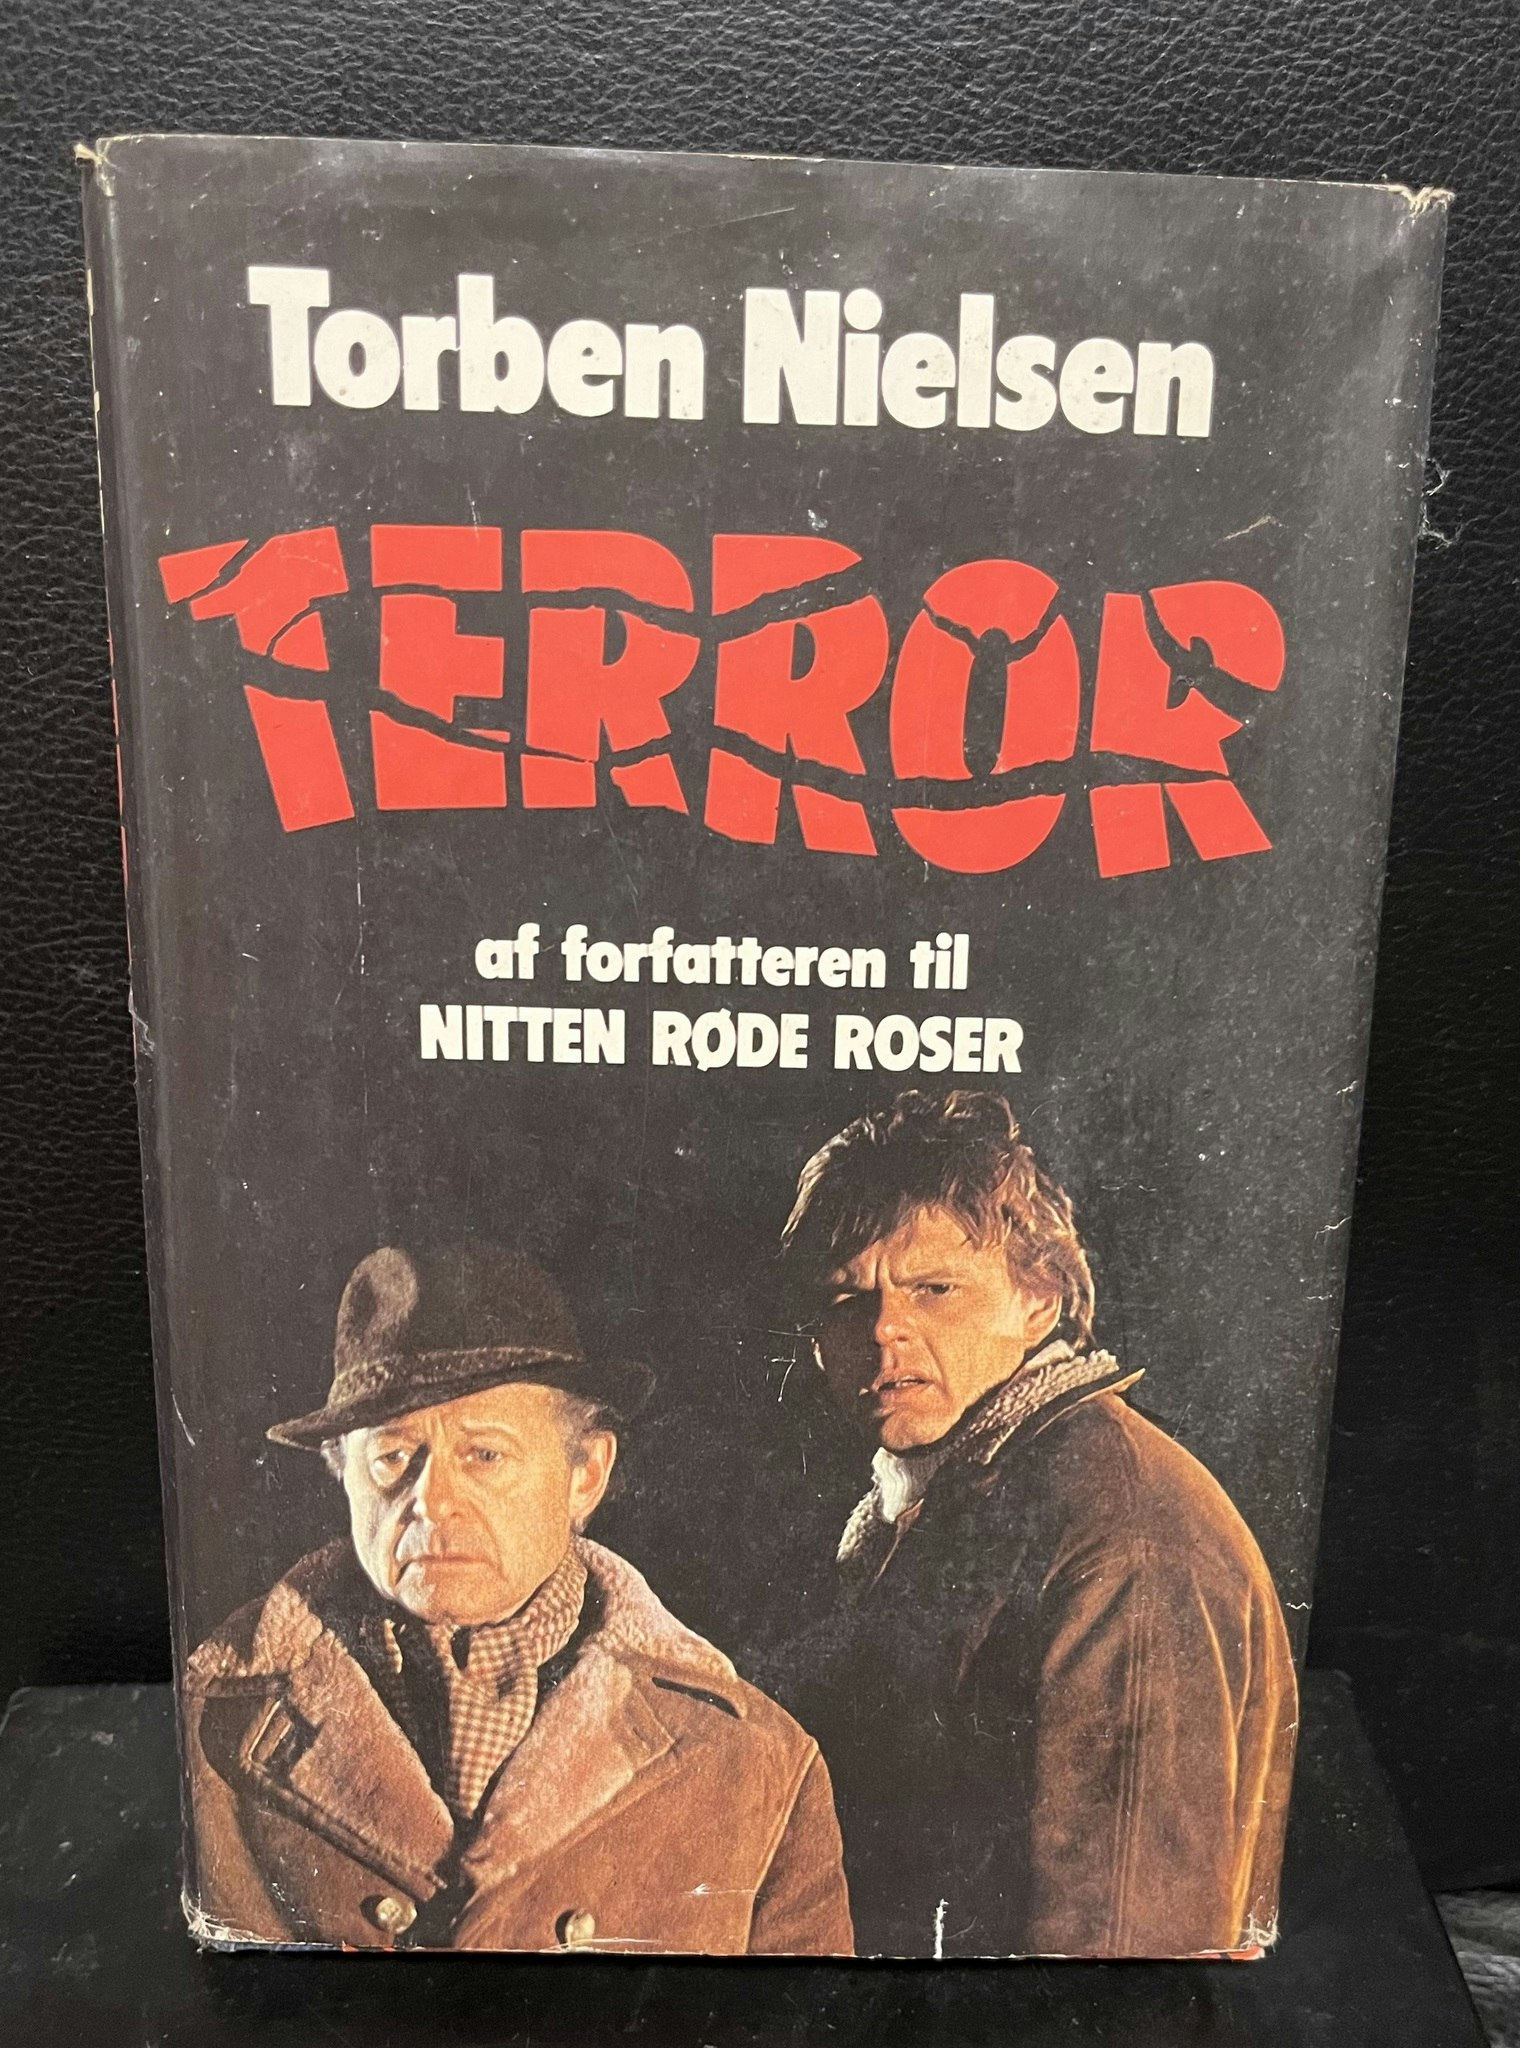 Torben Nielsen
TERROR
af forfatteren til
NITTEN RØDE ROSER